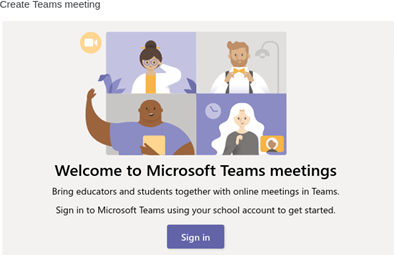 Create Teams meeting
Welcome to Microsoft Teams meetings
Bring educators and students together with online meetings in Teams.
Sign in to Microsoft Teams using your school account to get started.
Sign in